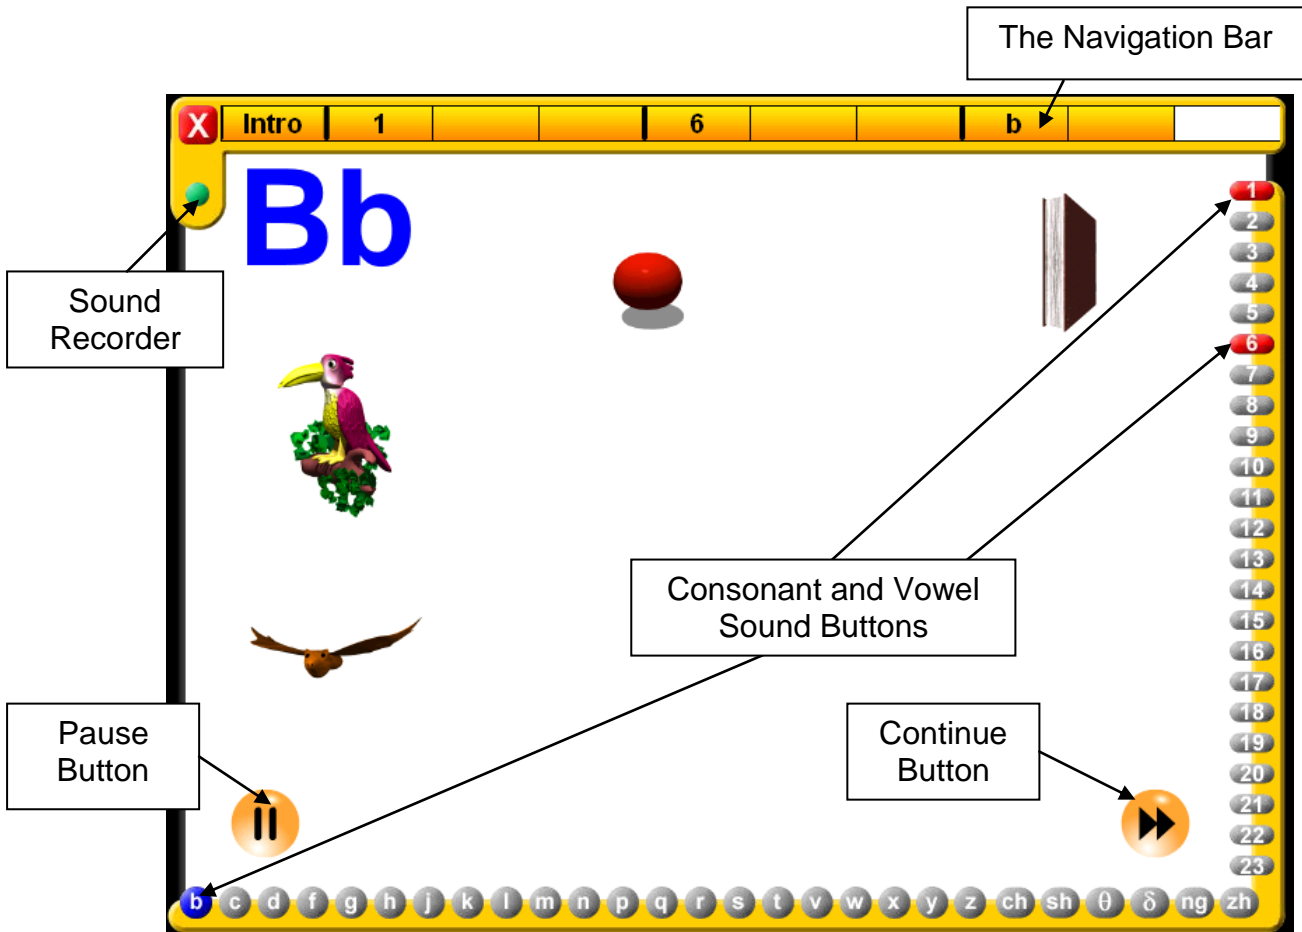 The Navigation Bar
X Intro 1 6 b
Bb
Sound
Recorder
1
2
3
4
5
6
7
8
9
10
11
12
13
14
15
16
17
18
19
20
21
22
23
Consonant and Vowel
Sound Buttons
Pause
Button
Continue
Button
b c d f g h j k l m n p q r s t v w x y z ch sh θ δ ng zh